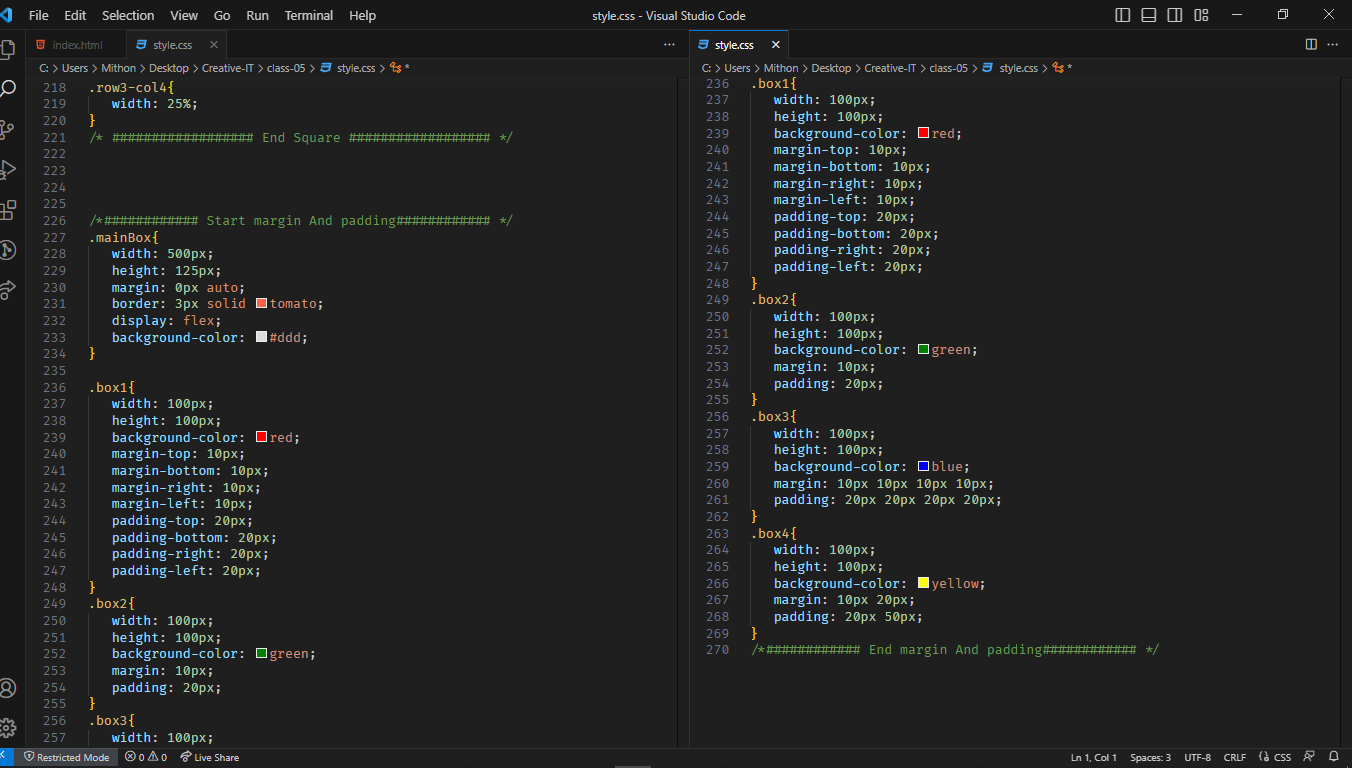 File Edit Selection View Go Run Terminal Help
style.css - Visual Studio Code
index.html style.css
C: > Users > Mithon > Desktop > Creative-IT > class-05 > style.css > *
218 .row3-col4{
219 width: 25%;
220 }
221 /* ################## End Square ################## */
222
223
224
225
226 /*############ Start margin And padding############ */
227 .mainBox{
228 width: 500px;
229 height: 125px;
230 margin: 0px auto;
231 border: 3px solid tomato;
232 display: flex;
233 background-color: #ddd;
234 }
235
236 .box1{
237 width: 100px;
238 height: 100px;
239 background-color: red;
240 margin-top: 10px;
241 margin-bottom: 10px;
242 margin-right: 10px;
243 margin-left: 10px;
244 padding-top: 20px;
245 padding-bottom: 20px;
246 padding-right: 20px;
247 padding-left: 20px;
248 }
249 .box2{
250 width: 100px;
251 height: 100px;
252 background-color: green;
253 margin: 10px;
254 padding: 20px;
255 }
256 .box3{
257 width: 100px;
style.css
C: > Users > Mithon > Desktop > Creative-IT > class-05 > style.css > *
236 .box1{
237 width: 100px;
238 height: 100px;
239 background-color: red;
240 margin-top: 10px;
241 margin-bottom: 10px;
242 margin-right: 10px;
243 margin-left: 10px;
244 padding-top: 20px;
245 padding-bottom: 20px;
246 padding-right: 20px;
247 padding-left: 20px;
248 }
249 .box2{
250 width: 100px;
251 height: 100px;
252 background-color: green;
253 margin: 10px;
254 padding: 20px;
255 }
256 .box3{
257 width: 100px;
258 height: 100px;
259 background-color: blue;
260 margin: 10px 10px 10px 10px;
261 padding: 20px 20px 20px 20px;
262 }
263 .box4{
264 width: 100px;
265 height: 100px;
266 background-color: yellow;
267 margin: 10px 20px;
268 padding: 20px 50px;
269 }
270 /*############ End margin And padding############ */
Restricted Mode 0 0 Live Share
Ln 1, Col 1 Spaces: 3 UTF-8 CRLF CSS